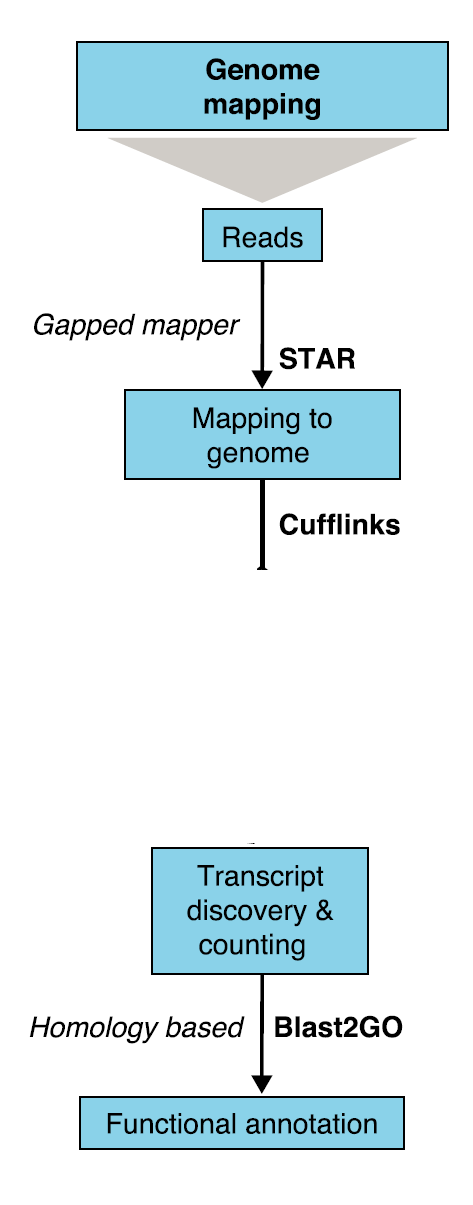 Genome
mapping
Reads
Gapped mapper
STAR
Mapping to
genome
Cufflinks
Transcript
discovery &
counting
Homology based
Blast2GO
Functional annotation